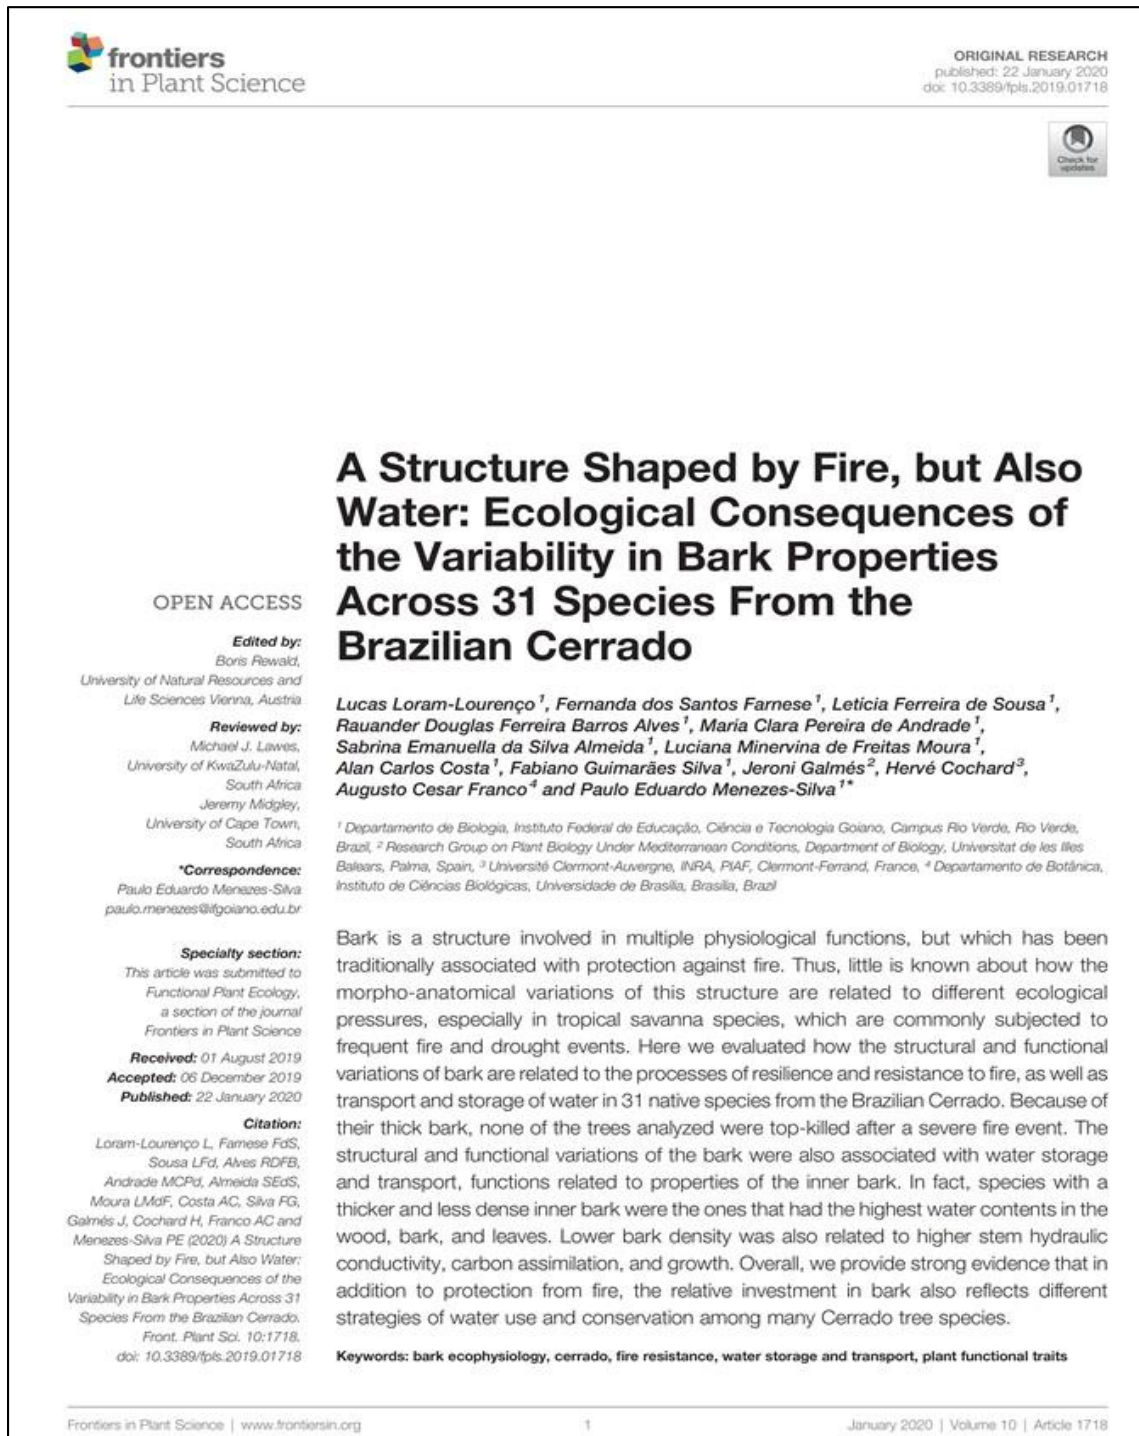 frontiers
in Plant Science
ORIGINAL RESEARCH
published: 22 January 2020
doi: 10.3389/fpls.2019.01718
Check for
updates
A Structure Shaped by Fire, but Also
Water: Ecological Consequences of
the Variability in Bark Properties
Across 31 Species From the
Brazilian Cerrado
OPEN ACCESS
Edited by:
Boris Rewald,
University of Natural Resources and
Life Sciences Vienna, Austria
Reviewed by:
Michael J. Lawes,
University of KwaZulu-Natal,
South Africa
Jeremy Midgley,
University of Cape Town,
South Africa
*Correspondence:
Paulo Eduardo Menezes-Silva
paulo.menezes@ifgoiano.edu.br
Specialty section:
This article was submitted to
Functional Plant Ecology,
a section of the journal
Frontiers in Plant Science
Received: 01 August 2019
Accepted: 06 December 2019
Published: 22 January 2020
Citation:
Loram-Lourenço L, Farnese FdS,
Sousa LFd, Alves RDFB,
Andrade MCPd, Almeida SEdS,
Moura LMdF, Costa AC, Silva FG,
Galmés J, Cochard H, Franco AC and
Menezes-Silva PE (2020) A Structure
Shaped by Fire, but Also Water:
Ecological Consequences of the
Variability in Bark Properties Across 31
Species From the Brazilian Cerrado.
Front. Plant Sci. 10:1718.
doi: 10.3389/fpls.2019.01718
Lucas Loram-Lourenço 1, Fernanda dos Santos Farnese 1, Letícia Ferreira de Sousa 1,
Rauander Douglas Ferreira Barros Alves 1, Maria Clara Pereira de Andrade 1,
Sabrina Emanuella da Silva Almeida 1, Luciana Minervina de Freitas Moura 1,
Alan Carlos Costa 1, Fabiano Guimarães Silva 1, Jeroni Galmés 2, Hervé Cochard 3,
Augusto Cesar Franco 4 and Paulo Eduardo Menezes-Silva 1*
1 Departamento de Biologia, Instituto Federal de Educação, Ciência e Tecnologia Goiano, Campus Rio Verde, Rio Verde,
Brazil, 2 Research Group on Plant Biology Under Mediterranean Conditions, Department of Biology, Universitat de les Illes
Balears, Palma, Spain, 3 Université Clermont-Auvergne, INRA, PIAF, Clermont-Ferrand, France, 4 Departamento de Botânica,
Instituto de Ciências Biológicas, Universidade de Brasília, Brasília, Brazil
Bark is a structure involved in multiple physiological functions, but which has been
traditionally associated with protection against fire. Thus, little is known about how the
morpho-anatomical variations of this structure are related to different ecological
pressures, especially in tropical savanna species, which are commonly subjected to
frequent fire and drought events. Here we evaluated how the structural and functional
variations of bark are related to the processes of resilience and resistance to fire, as well as
transport and storage of water in 31 native species from the Brazilian Cerrado. Because of
their thick bark, none of the trees analyzed were top-killed after a severe fire event. The
structural and functional variations of the bark were also associated with water storage
and transport, functions related to properties of the inner bark. In fact, species with a
thicker and less dense inner bark were the ones that had the highest water contents in the
wood, bark, and leaves. Lower bark density was also related to higher stem hydraulic
conductivity, carbon assimilation, and growth. Overall, we provide strong evidence that in
addition to protection from fire, the relative investment in bark also reflects different
strategies of water use and conservation among many Cerrado tree species.
Keywords: bark ecophysiology, cerrado, fire resistance, water storage and transport, plant functional traits
Frontiers in Plant Science | www.frontiersin.org
1
January 2020 | Volume 10 | Article 1718